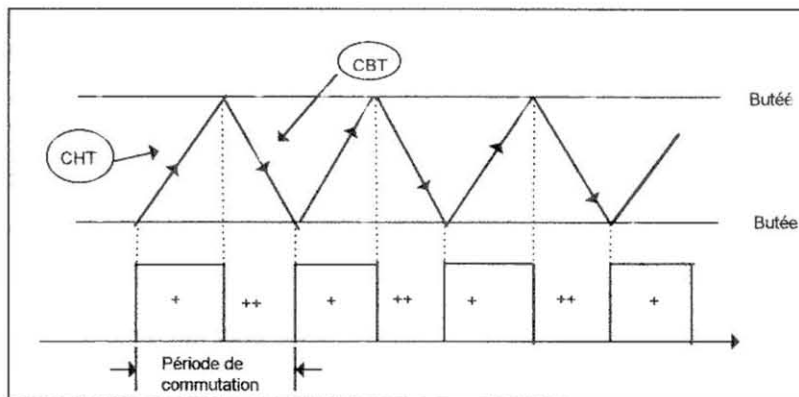 CBT
Butéé
CHT
Butée
+ ++ + ++ + ++ +
Période de
commutation